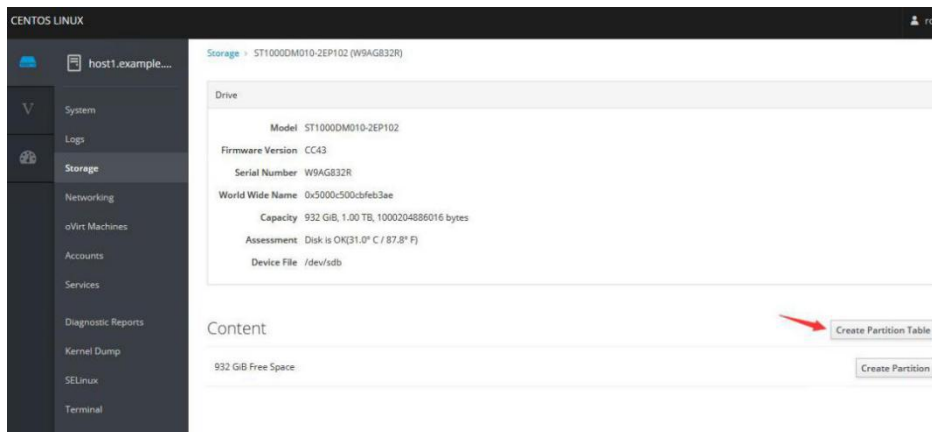 CENTOS LINUX
ro
host1.example....
V
System
Logs
Storage
Networking
oVirt Machines
Accounts
Services
Diagnostic Reports
Kernel Dump
SELinux
Terminal
Storage › ST1000DM010-2EP102 (W9AG832R)
Drive
Model ST1000DM010-2EP102
Firmware Version CC43
Serial Number W9AG832R
World Wide Name 0x5000c500cbfeb3ae
Capacity 932 GiB, 1.00 TB, 1000204886016 bytes
Assessment Disk is OK(31.0° C / 87.8° F)
Device File /dev/sdb
Content
Create Partition Table
932 GiB Free Space
Create Partition